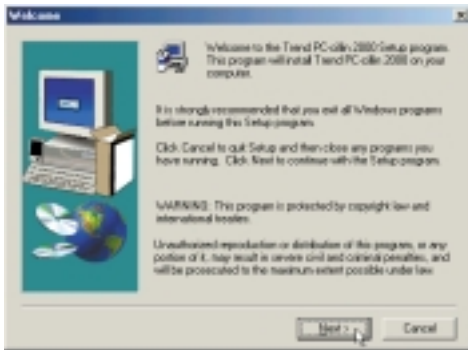 Welcome
Welcome to the Trend PC-cillin 2000 Setup program.
This program will install Trend PC-cillin 2000 on your
computer.
It is strongly recommended that you exit all Windows programs
before running this Setup program.
Click Cancel to quit Setup and then close any programs you
have running. Click Next to continue with the Setup program.
WARNING: This program is protected by copyright law and
international treaties.
Unauthorized reproduction or distribution of this program, or any
portion of it, may result in severe civil and criminal penalties, and
will be prosecuted to the maximum extent possible under law.
Next >
Cancel